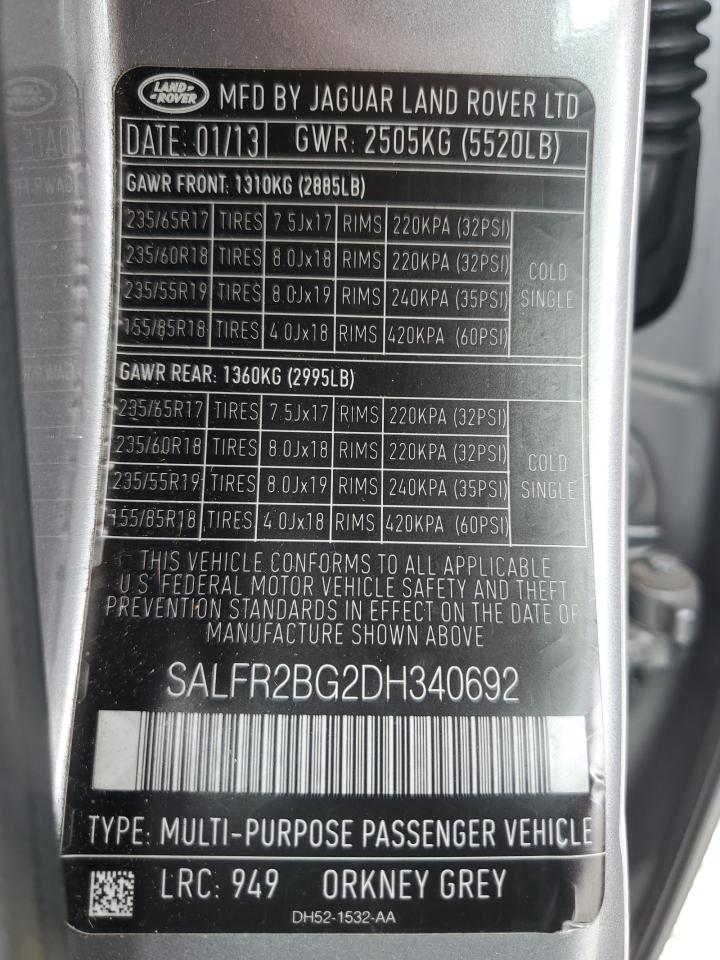 LAND ROVER MFD BY JAGUAR LAND ROVER LTD
DATE: 01/13 GWR: 2505KG (5520LB)
GAWR FRONT: 1310KG (2885LB)
235/65R17 TIRES 7.5Jx17 RIMS 220KPA (32PSI)
235/60R18 TIRES 8.0Jx18 RIMS 220KPA (32PSI)
235/55R19 TIRES 8.0Jx19 RIMS 240KPA (35PSI)
155/85R18 TIRES 4.0Jx18 RIMS 420KPA (60PSI)
COLD
SINGLE
GAWR REAR: 1360KG (2995LB)
235/65R17 TIRES 7.5Jx17 RIMS 220KPA (32PSI)
235/60R18 TIRES 8.0Jx18 RIMS 220KPA (32PSI)
235/55R19 TIRES 8.0Jx19 RIMS 240KPA (35PSI)
155/85R18 TIRES 4.0Jx18 RIMS 420KPA (60PSI)
COLD
SINGLE
THIS VEHICLE CONFORMS TO ALL APPLICABLE
U.S FEDERAL MOTOR VEHICLE SAFETY AND THEFT
PREVENTION STANDARDS IN EFFECT ON THE DATE OF
MANUFACTURE SHOWN ABOVE
SALFR2BG2DH340692
TYPE: MULTI-PURPOSE PASSENGER VEHICLE
LRC: 949 ORKNEY GREY
DH52-1532-AA